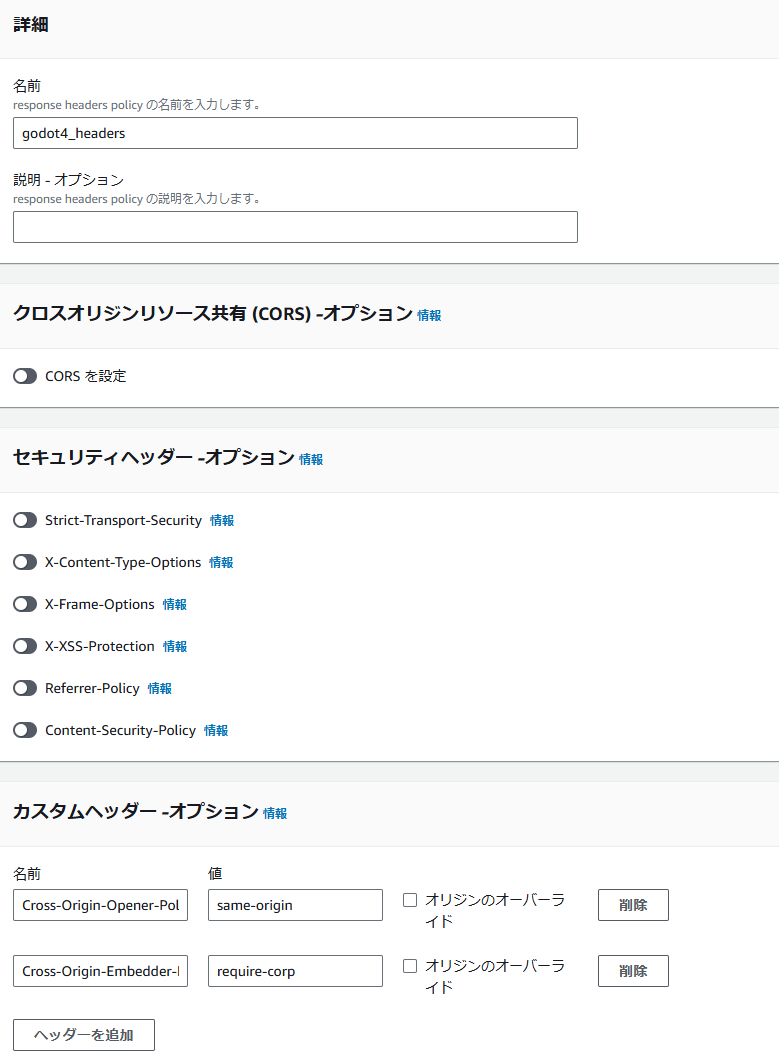 詳細
名前
response headers policy の名前を入力します。
godot4_headers
説明 - オプション
response headers policy の説明を入力します。
クロスオリジンリソース共有 (CORS) -オプション 情報
CORS を設定
セキュリティヘッダー -オプション 情報
Strict-Transport-Security 情報
X-Content-Type-Options 情報
X-Frame-Options 情報
X-XSS-Protection 情報
Referrer-Policy 情報
Content-Security-Policy 情報
カスタムヘッダー -オプション 情報
名前 値
Cross-Origin-Opener-Pol same-origin オリジンのオーバーラ 削除
イド
Cross-Origin-Embedder- require-corp オリジンのオーバーラ 削除
イド
ヘッダーを追加